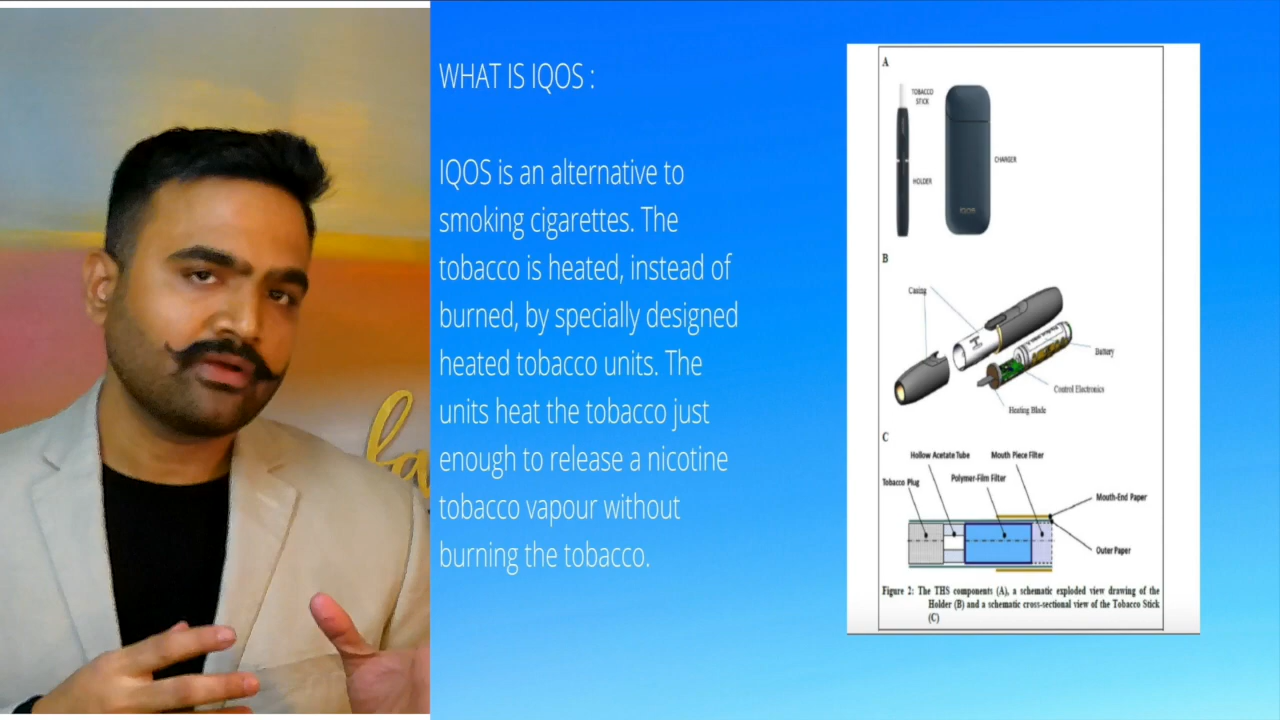 WHAT IS IQOS :
IQOS is an alternative to
smoking cigarettes. The
tobacco is heated, instead of
burned, by specially designed
heated tobacco units. The
units heat the tobacco just
enough to release a nicotine
tobacco vapour without
burning the tobacco.
A
TOBACCO
STICK
CHARGER
HOLDER
IQOS
B
Casing
Battery
Control Electronics
Heating Blade
C
Hollow Acetate Tube
Mouth Piece Filter
Polymer-Film Filter
Tobacco Plug
Mouth-End Paper
Outer Paper
Figure 2: The THS components (A), a schematic exploded view drawing of the
Holder (B) and a schematic cross-sectional view of the Tobacco Stick
(C)